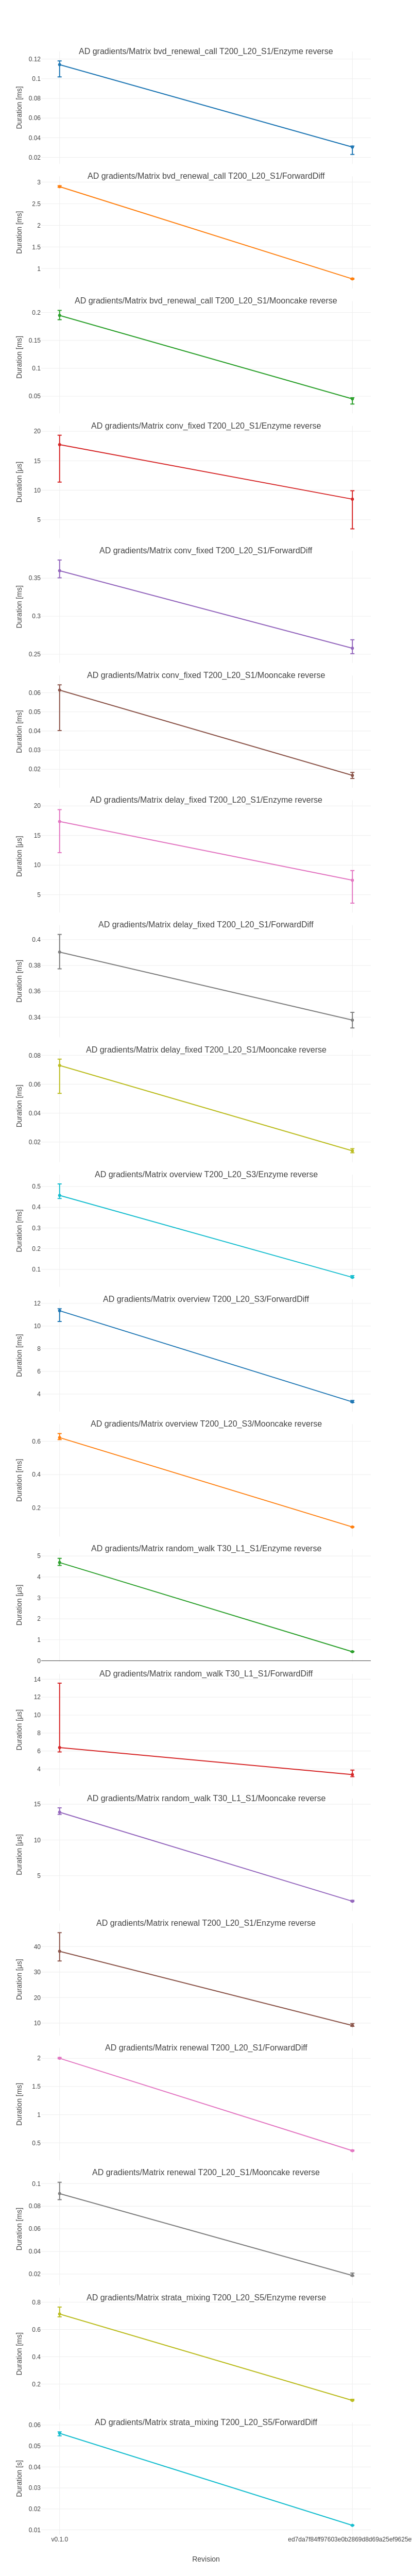 AD gradients/Matrix bvd_renewal_call T200_L20_S1/Enzyme reverse
0.12
0.1
0.08
0.06
0.04
0.02
Duration [ms]
AD gradients/Matrix bvd_renewal_call T200_L20_S1/ForwardDiff
3
2.5
2
1.5
1
Duration [ms]
AD gradients/Matrix bvd_renewal_call T200_L20_S1/Mooncake reverse
0.2
0.15
0.1
0.05
Duration [ms]
AD gradients/Matrix conv_fixed T200_L20_S1/Enzyme reverse
20
15
10
5
Duration [μs]
AD gradients/Matrix conv_fixed T200_L20_S1/ForwardDiff
0.35
0.3
0.25
Duration [ms]
AD gradients/Matrix conv_fixed T200_L20_S1/Mooncake reverse
0.06
0.05
0.04
0.03
0.02
Duration [ms]
AD gradients/Matrix delay_fixed T200_L20_S1/Enzyme reverse
20
15
10
5
Duration [μs]
AD gradients/Matrix delay_fixed T200_L20_S1/ForwardDiff
0.4
0.38
0.36
0.34
Duration [ms]
AD gradients/Matrix delay_fixed T200_L20_S1/Mooncake reverse
0.08
0.06
0.04
0.02
Duration [ms]
AD gradients/Matrix overview T200_L20_S3/Enzyme reverse
0.5
0.4
0.3
0.2
0.1
Duration [ms]
AD gradients/Matrix overview T200_L20_S3/ForwardDiff
12
10
8
6
4
Duration [ms]
AD gradients/Matrix overview T200_L20_S3/Mooncake reverse
0.6
0.4
0.2
Duration [ms]
AD gradients/Matrix random_walk T30_L1_S1/Enzyme reverse
5
4
3
2
1
0
Duration [μs]
AD gradients/Matrix random_walk T30_L1_S1/ForwardDiff
14
12
10
8
6
4
Duration [μs]
AD gradients/Matrix random_walk T30_L1_S1/Mooncake reverse
15
10
5
Duration [μs]
AD gradients/Matrix renewal T200_L20_S1/Enzyme reverse
40
30
20
10
Duration [μs]
AD gradients/Matrix renewal T200_L20_S1/ForwardDiff
2
1.5
1
0.5
Duration [ms]
AD gradients/Matrix renewal T200_L20_S1/Mooncake reverse
0.1
0.08
0.06
0.04
0.02
Duration [ms]
AD gradients/Matrix strata_mixing T200_L20_S5/Enzyme reverse
0.8
0.6
0.4
0.2
Duration [ms]
AD gradients/Matrix strata_mixing T200_L20_S5/ForwardDiff
0.06
0.05
0.04
0.03
0.02
0.01
Duration [s]
v0.1.0
ed7da7f84ff97603e0b2869d8d69a25ef9625e
Revision